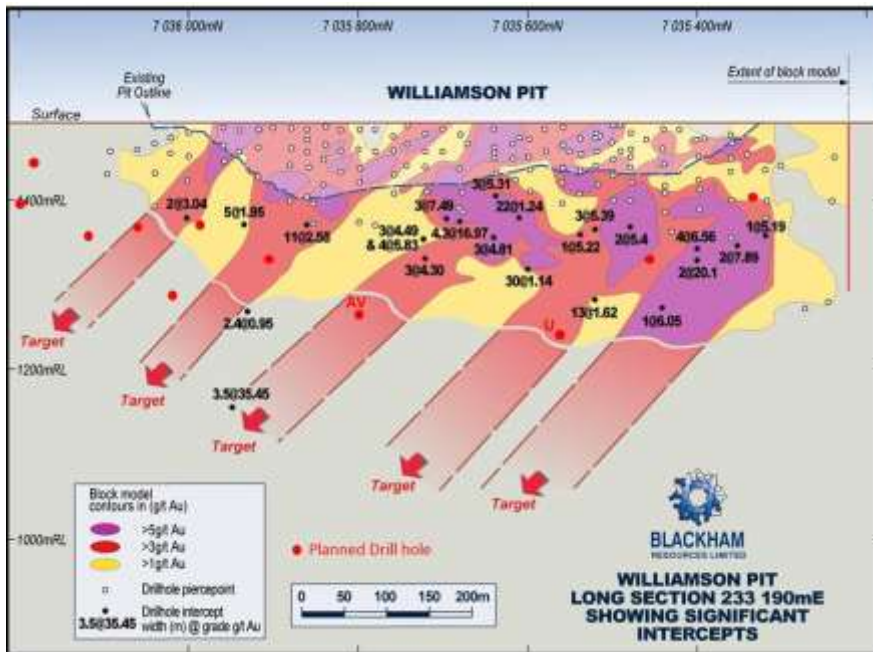 7 036 000mN 7 035 800mN 7 035 600mN 7 035 400mN
Existing
Pit Outline
WILLIAMSON PIT
Extent of block model
Surface
1400mRL
3@5.31
2@3.04
5@1.95
11@2.58
3@7.49
22@1.24
3@4.49
& 4@5.83
4.3@16.97
3@4.81
3@6.39
1@5.22
2@5.4
4@6.56
1@5.19
2@7.89
2@20.1
3@4.30
30@1.14
13@1.62
1@6.05
AV
U
2.4@0.95
1200mRL
Target
Target
3.5@35.45
Target
Target
Target
Block model
contours in (g/t Au)
>5g/t Au
>3g/t Au
>1g/t Au
Drillhole piercepoint
Drillhole intercept
3.5@35.45 width (m) @ grade g/t Au
1000mRL
Planned Drill hole
0 50 100 150 200m
BLACKHAM
RESOURCES LIMITED
WILLIAMSON PIT
LONG SECTION 233 190mE
SHOWING SIGNIFICANT
INTERCEPTS